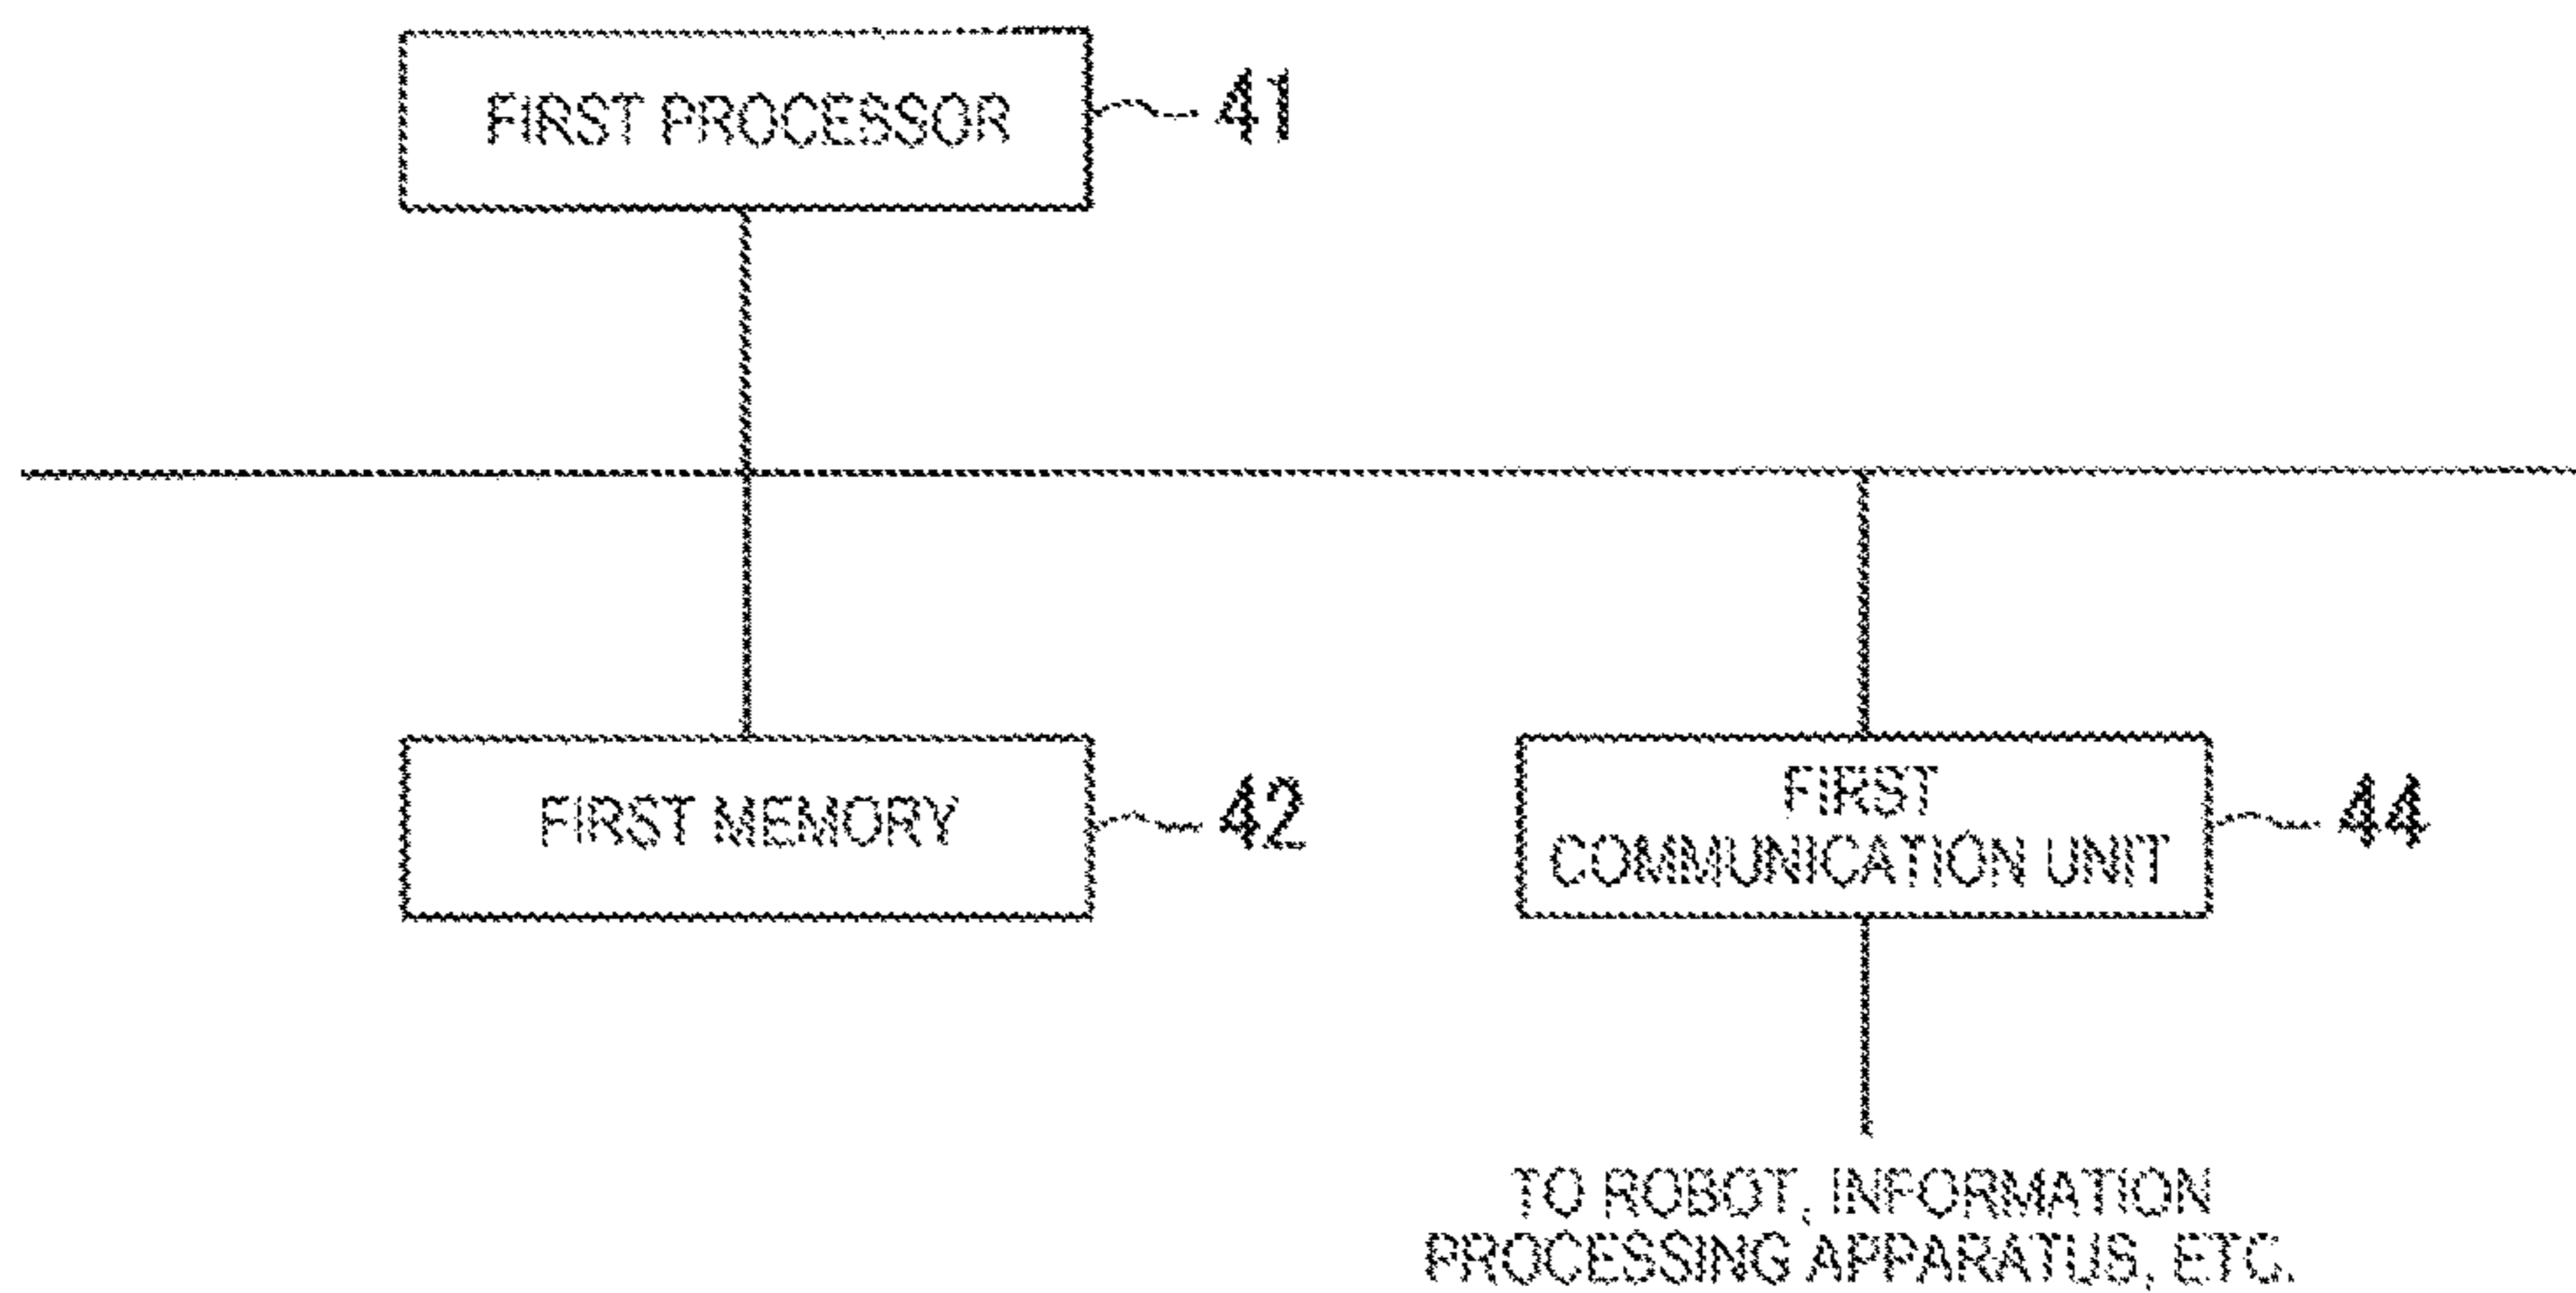 FIRST PROCESSOR
41
FIRST MEMORY
42
FIRST
COMMUNICATION UNIT
44
TO ROBOT, INFORMATION
PROCESSING APPARATUS, ETC.